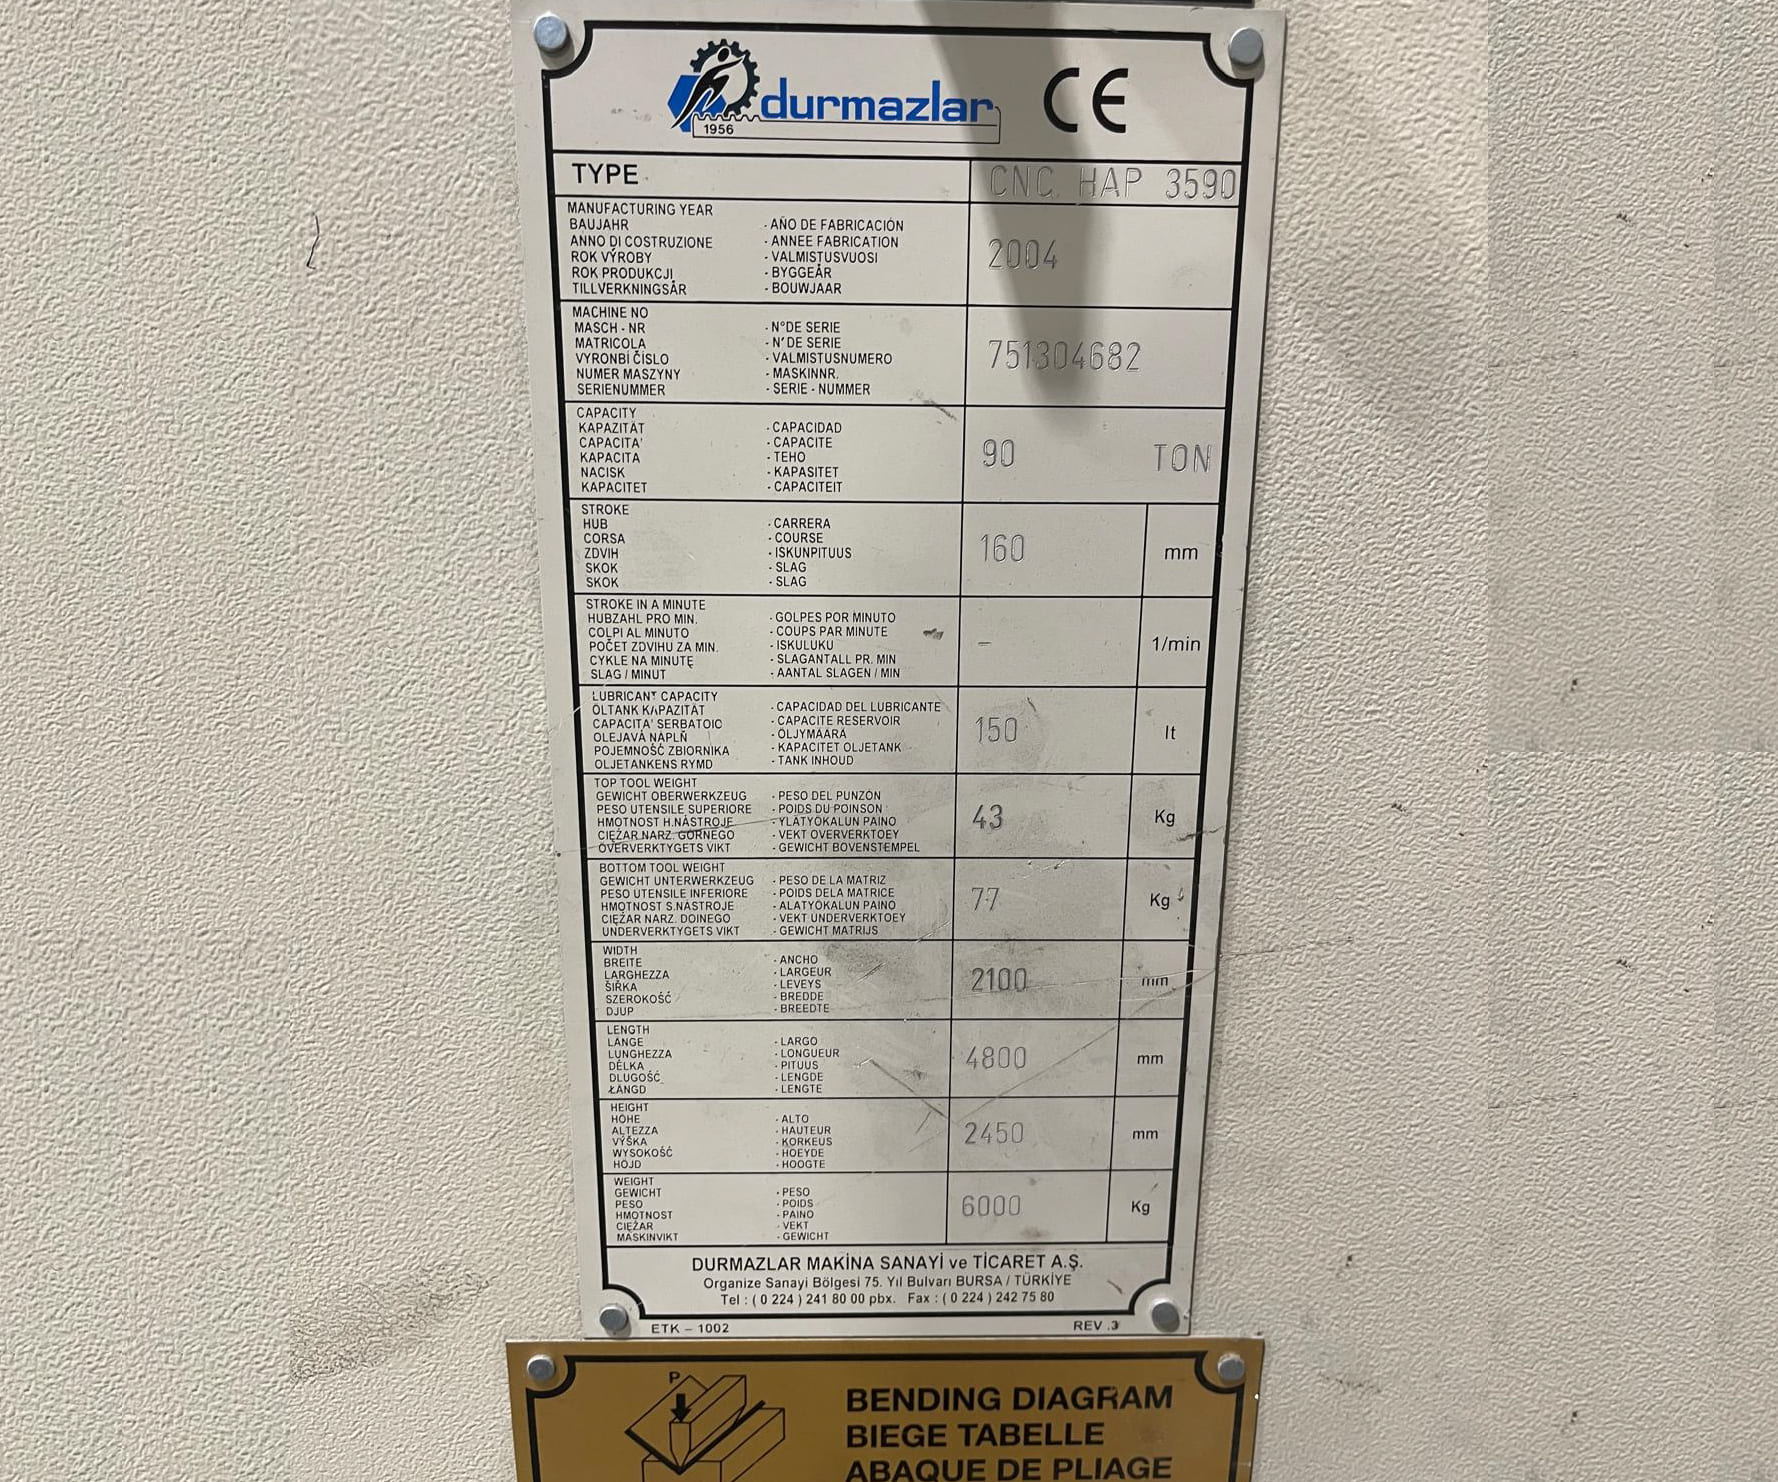 durmazlar CE
1956
TYPE CNC. HAP 3590
MANUFACTURING YEAR
BAUJAHR - AÑO DE FABRICACIÓN
ANNO DI COSTRUZIONE - ANNEE FABRICATION
ROK VÝROBY - VALMISTUSVUOSI
ROK PRODUKCJI - BYGGEÅR
TILLVERKNINGSÅR - BOUWJAAR
2004
MACHINE NO
MASCH - NR - N°DE SERIE
MATRICOLA - N'DE SERIE
VYRONBÍ ČÍSLO - VALMISTUSNUMERO
NUMER MASZYNY - MASKINNR.
SERIENUMMER - SERIE - NUMMER
751304682
CAPACITY
KAPAZITÄT - CAPACIDAD
CAPACITA' - CAPACITE
KAPACITA - TEHO
NACISK - KAPASITET
KAPACITET - CAPACITEIT
90 TON
STROKE
HUB - CARRERA
CORSA - COURSE
ZDVIH - ISKUNPITUUS
SKOK - SLAG
SKOK - SLAG
160 mm
STROKE IN A MINUTE
HUBZAHL PRO MIN. - GOLPES POR MINUTO
COLPI AL MINUTO - COUPS PAR MINUTE
POČET ZDVIHU ZA MIN. - ISKULUKU
CYKLE NA MINUTĘ - SLAGANTALL PR. MIN
SLAG / MINUT - AANTAL SLAGEN / MIN
- 1/min
LUBRICANT CAPACITY
ÖLTANK KAPAZITÄT - CAPACIDAD DEL LUBRICANTE
CAPACITA' SERBATOIC - CAPACITE RESERVOIR
OLEJAVÁ NÁPLŇ - ÖLJYMÄÄRÄ
POJEMNOŚĆ ZBIORNIKA - KAPACITET OLJETANK
OLJETANKENS RYMD - TANK INHOUD
150 lt
TOP TOOL WEIGHT
GEWICHT OBERWERKZEUG - PESO DEL PUNZÓN
PESO UTENSILE SUPERIORE - POIDS DU POINSON
HMOTNOST H.NÁSTROJE - YLÄTYÖKALUN PAINO
CIĘŻAR NARZ. GÓRNEGO - VEKT OVERVERKTOEY
ÖVERVERKTYGETS VIKT - GEWICHT BOVENSTEMPEL
43 Kg
BOTTOM TOOL WEIGHT
GEWICHT UNTERWERKZEUG - PESO DE LA MATRIZ
PESO UTENSILE INFERIORE - POIDS DELA MATRICE
HMOTNOST S.NÁSTROJE - ALATYÖKALUN PAINO
CIĘŻAR NARZ. DOINEGO - VEKT UNDERVERKTOEY
UNDERVERKTYGETS VIKT - GEWICHT MATRIJS
77 Kg
WIDTH
BREITE - ANCHO
LARGHEZZA - LARGEUR
ŠÍŘKA - LEVEYS
SZEROKOŚĆ - BREDDE
DJUP - BREEDTE
2100 mm
LENGTH
LÄNGE - LARGO
LUNGHEZZA - LONGUEUR
DÉLKA - PITUUS
DLUGOŚĆ - LENGDE
ŁÄNGD - LENGTE
4800 mm
HEIGHT
HÖHE - ALTO
ALTEZZA - HAUTEUR
VÝŠKA - KORKEUS
WYSOKOŚĆ - HOEYDE
HÖJD - HOOGTE
2450 mm
WEIGHT
GEWICHT - PESO
PESO - POIDS
HMOTNOST - PAINO
CIĘŻAR - VEKT
MASKINVIKT - GEWICHT
6000 Kg
DURMAZLAR MAKİNA SANAYİ ve TİCARET A.Ş.
Organize Sanayi Bölgesi 75. Yıl Bulvarı BURSA / TÜRKİYE
Tel : ( 0 224 ) 241 80 00 pbx. Fax : ( 0 224 ) 242 75 80
ETK - 1002 REV .3
P
BENDING DIAGRAM
BIEGE TABELLE
ABAQUE DE PLIAGE